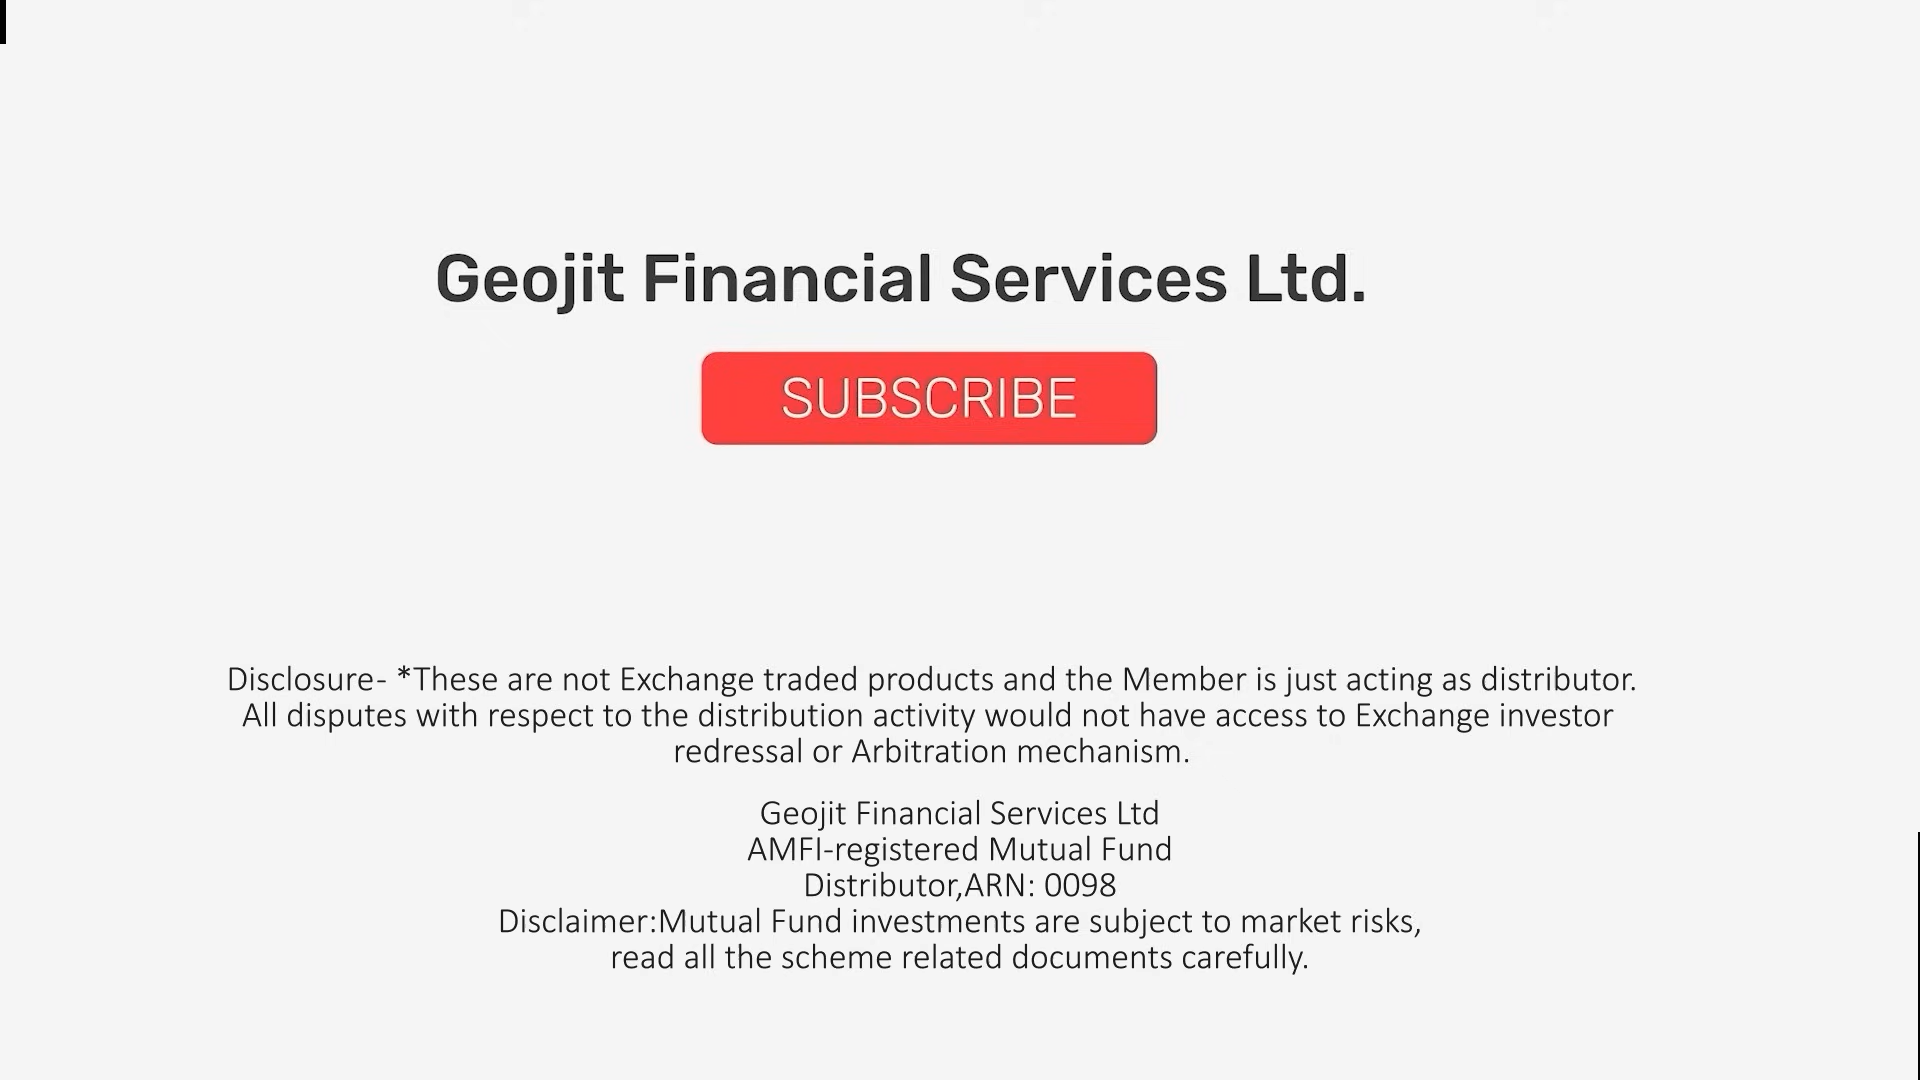 Geojit Financial Services Ltd.
SUBSCRIBE
Disclosure- *These are not Exchange traded products and the Member is just acting as distributor.
All disputes with respect to the distribution activity would not have access to Exchange investor
redressal or Arbitration mechanism.
Geojit Financial Services Ltd
AMFI-registered Mutual Fund
Distributor,ARN: 0098
Disclaimer:Mutual Fund investments are subject to market risks,
read all the scheme related documents carefully.